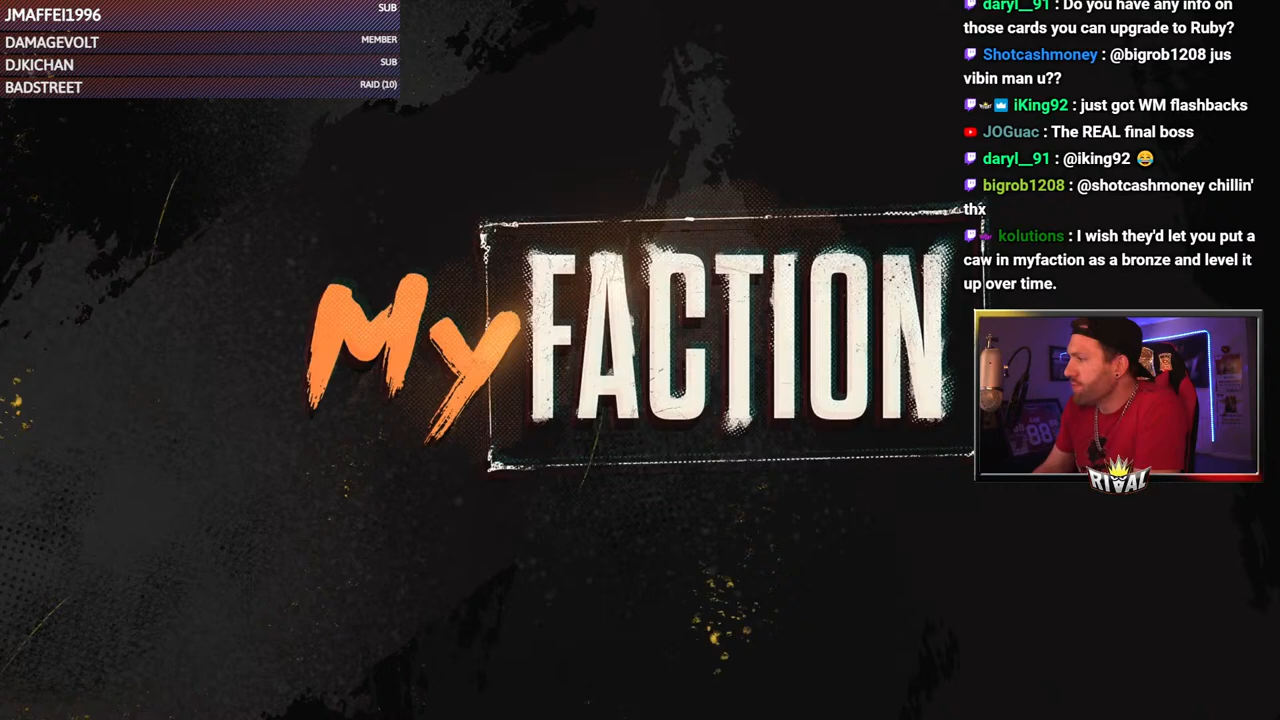 JMAFFEI1996 SUB
DAMAGEVOLT MEMBER
DJKICHAN SUB
BADSTREET RAID (10)
My FACTION
daryl__91 : Do you have any info on
those cards you can upgrade to Ruby?
Shotcashmoney : @bigrob1208 jus
vibin man u??
iKing92 : just got WM flashbacks
JOGuac : The REAL final boss
daryl__91 : @iking92 😂
bigrob1208 : @shotcashmoney chillin'
thx
kolutions : I wish they'd let you put a
caw in myfaction as a bronze and level it
up over time.
88
RIVAL